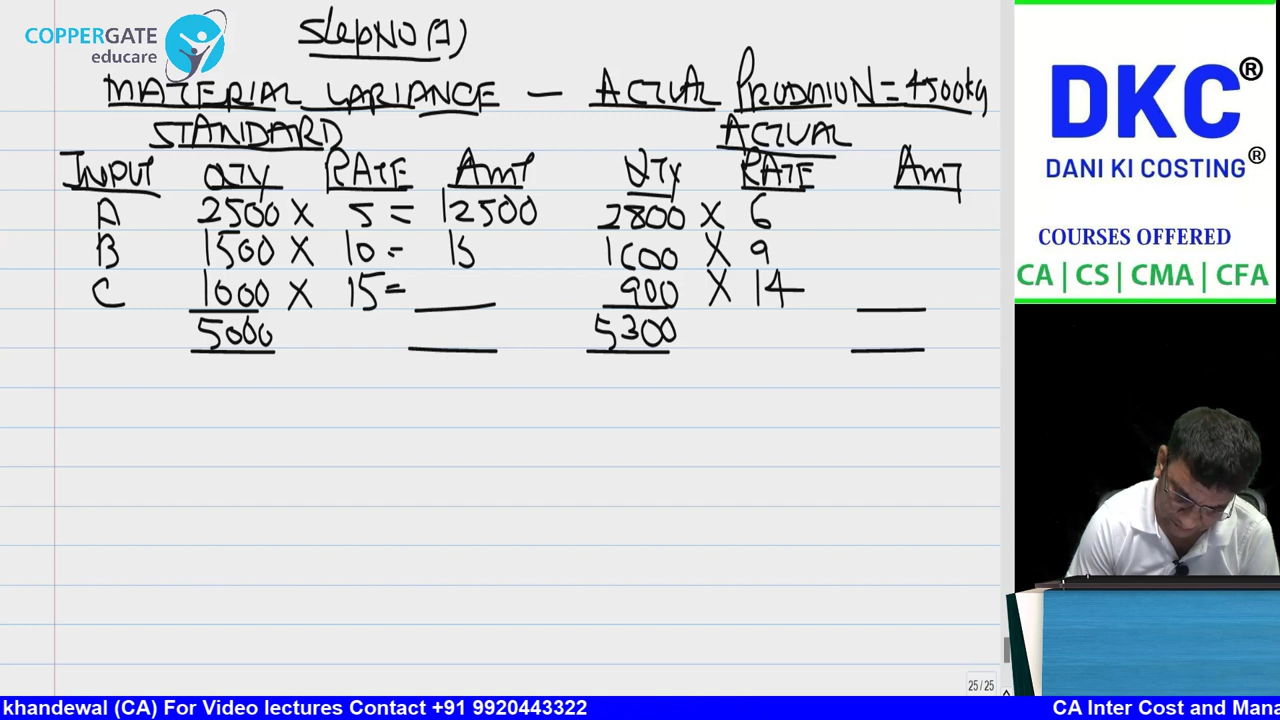 COPPERGATE
educare
Step NO (1)
MATERIAL VARIANCE — ACTUAL PRODUCTION = 4500kg
STANDARD ACTUAL
INPUT QTY RATE AMT QTY RATE AMT
A 2500 X 5 = 12500 2800 X 6
B 1500 X 10 = 15 1600 X 9
C 1000 X 15 = 900 X 14
5000 5300
DKC®
DANI KI COSTING®
COURSES OFFERED
CA | CS | CMA | CFA
25 / 25
khandewal (CA) For Video lectures Contact +91 9920443322 CA Inter Cost and Mana